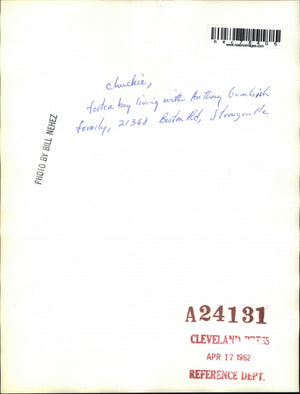 chuckie,
foster boy living with Anthony
family, 21368 Boston Rd, Strongsville
PHOTO BY BILL NEHEZ
A24131
CLEVELAND PRESS
APR 17 1962
REFERENCE DEPT.